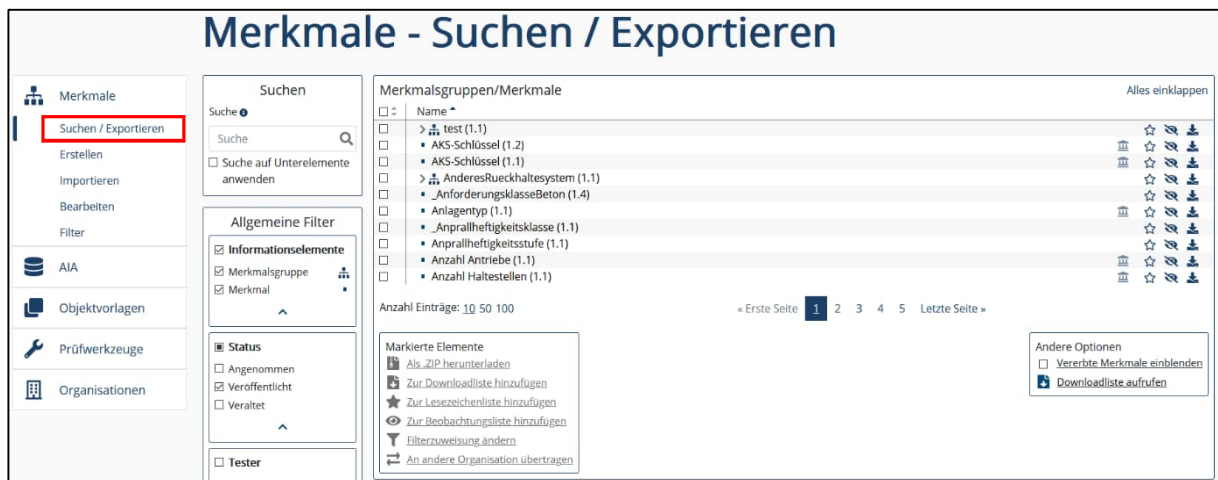 Merkmale - Suchen / Exportieren
Merkmale
Suchen / Exportieren
Erstellen
Importieren
Bearbeiten
Filter
AIA
Objektvorlagen
Prüfwerkzeuge
Organisationen
Suchen
Suche
Suche
Suche auf Unterelemente
anwenden
Allgemeine Filter
Informationselemente
Merkmalsgruppe
Merkmal
Status
Angenommen
Veröffentlicht
Veraltet
Tester
Merkmalsgruppen/Merkmale Alles einklappen
Name
test (1.1)
AKS-Schlüssel (1.2)
AKS-Schlüssel (1.1)
AnderesRueckhaltesystem (1.1)
_AnforderungsklasseBeton (1.4)
Anlagentyp (1.1)
_Anprallheftigkeitsklasse (1.1)
Anprallheftigkeitsstufe (1.1)
Anzahl Antriebe (1.1)
Anzahl Haltestellen (1.1)
Anzahl Einträge: 10 50 100 « Erste Seite 1 2 3 4 5 Letzte Seite »
Markierte Elemente
Als .ZIP herunterladen
Zur Downloadliste hinzufügen
Zur Lesezeichenliste hinzufügen
Zur Beobachtungsliste hinzufügen
Filterzuweisung ändern
An andere Organisation übertragen
Andere Optionen
Vererbte Merkmale einblenden
Downloadliste aufrufen